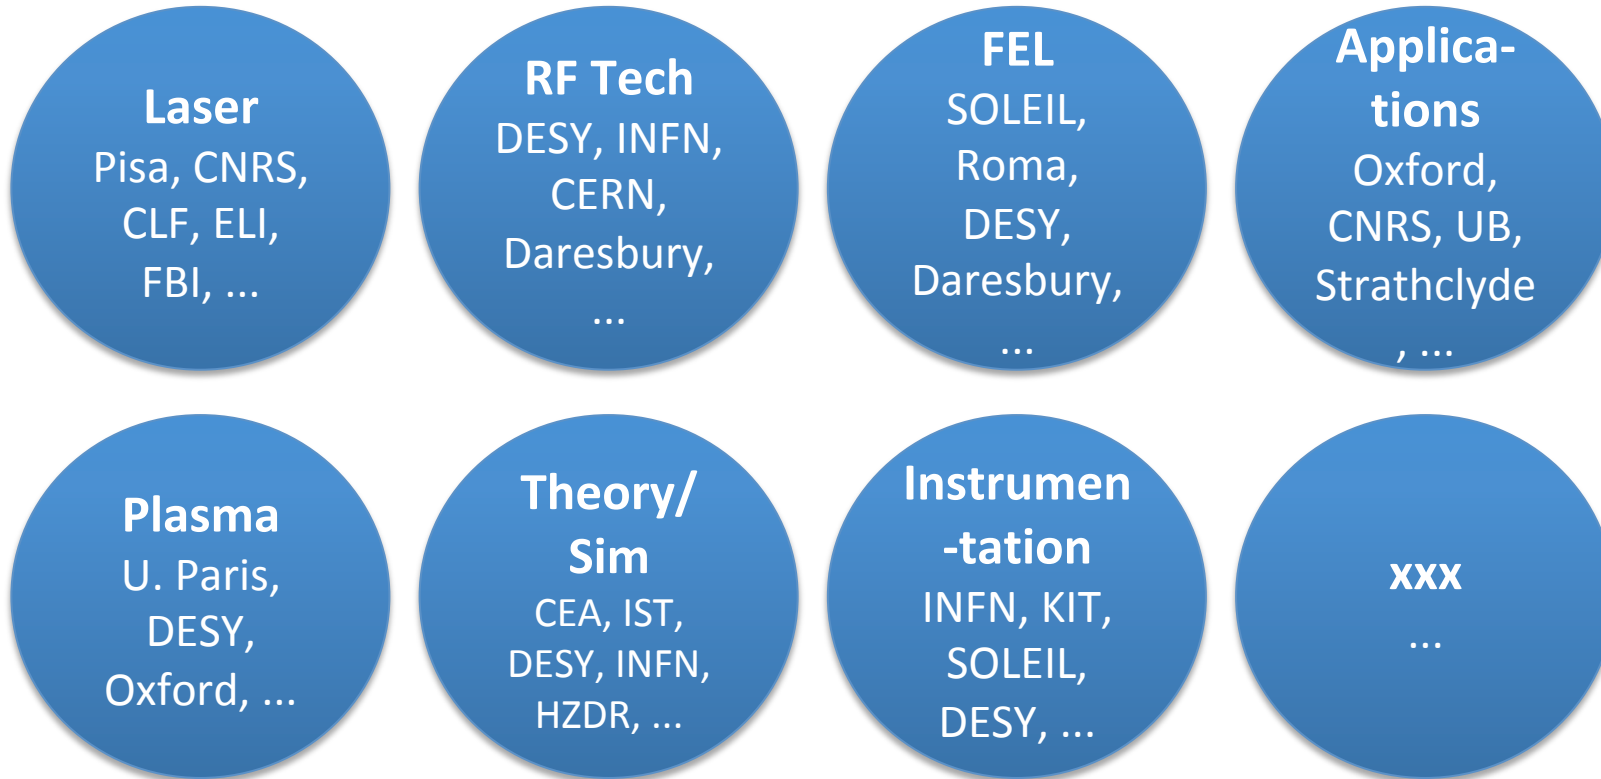 Laser
Pisa, CNRS,
CLF, ELI,
FBI, ...
RF Tech
DESY, INFN,
CERN,
Daresbury,
...
FEL
SOLEIL,
Roma,
DESY,
Daresbury,
...
Applica-
tions
Oxford,
CNRS, UB,
Strathclyde
, ...
Plasma
U. Paris,
DESY,
Oxford, ...
Theory/
Sim
CEA, IST,
DESY, INFN,
HZDR, ...
Instrumen
-tation
INFN, KIT,
SOLEIL,
DESY, ...
xxx
...